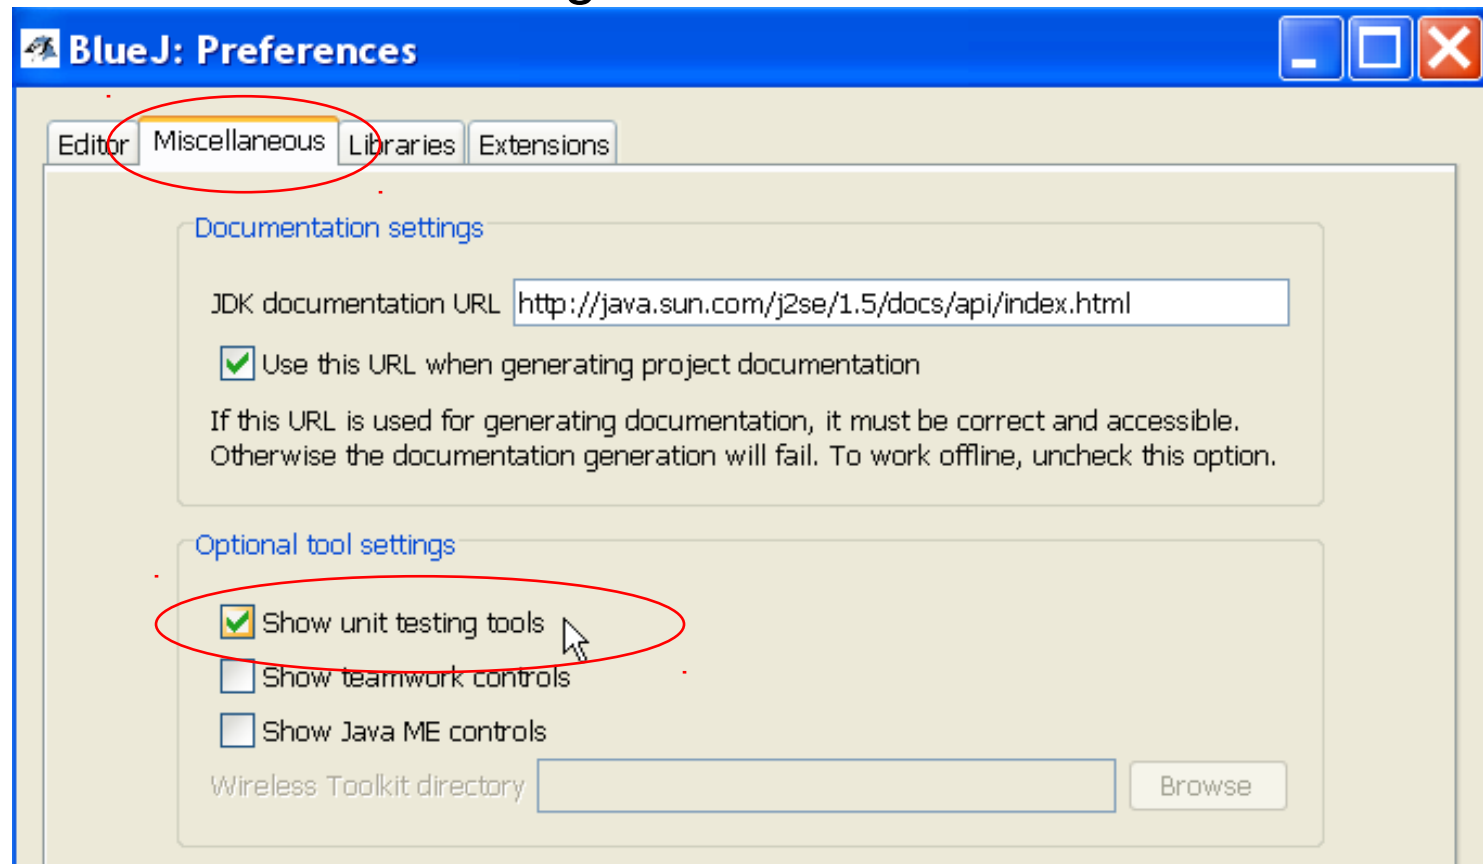 BlueJ: Preferences
Editor Miscellaneous Libraries Extensions
Documentation settings
JDK documentation URL http://java.sun.com/j2se/1.5/docs/api/index.html
Use this URL when generating project documentation
If this URL is used for generating documentation, it must be correct and accessible.
Otherwise the documentation generation will fail. To work offline, uncheck this option.
Optional tool settings
Show unit testing tools
Show teamwork controls
Show Java ME controls
Wireless Toolkit directory Browse